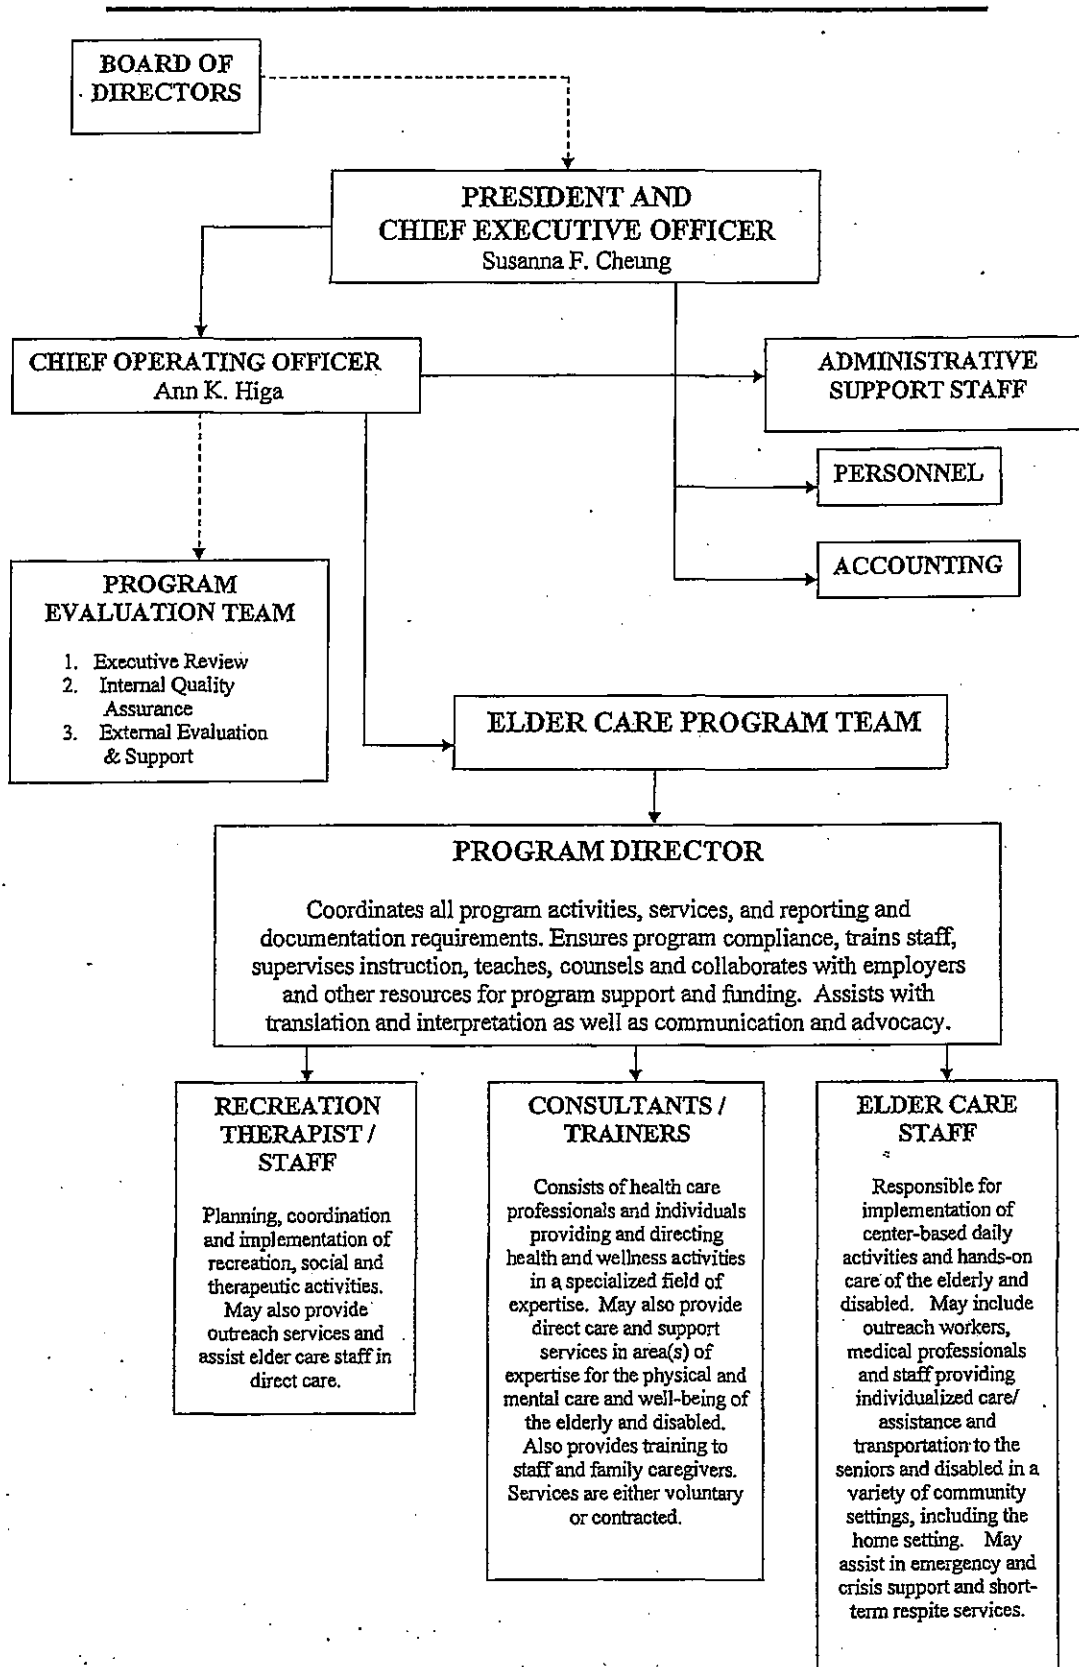 BOARD OF
DIRECTORS
PRESIDENT AND
CHIEF EXECUTIVE OFFICER
Susanna F. Cheung
CHIEF OPERATING OFFICER
Ann K. Higa
ADMINISTRATIVE
SUPPORT STAFF
PERSONNEL
ACCOUNTING
PROGRAM
EVALUATION TEAM
1. Executive Review
2. Internal Quality
Assurance
3. External Evaluation
& Support
ELDER CARE PROGRAM TEAM
PROGRAM DIRECTOR
Coordinates all program activities, services, and reporting and
documentation requirements. Ensures program compliance, trains staff,
supervises instruction, teaches, counsels and collaborates with employers
and other resources for program support and funding. Assists with
translation and interpretation as well as communication and advocacy.
RECREATION
THERAPIST /
STAFF
Planning, coordination
and implementation of
recreation, social and
therapeutic activities.
May also provide
outreach services and
assist elder care staff in
direct care.
CONSULTANTS /
TRAINERS
Consists of health care
professionals and individuals
providing and directing
health and wellness activities
in a specialized field of
expertise. May also provide
direct care and support
services in area(s) of
expertise for the physical and
mental care and well-being of
the elderly and disabled.
Also provides training to
staff and family caregivers.
Services are either voluntary
or contracted.
ELDER CARE
STAFF
Responsible for
implementation of
center-based daily
activities and hands-on
care of the elderly and
disabled. May include
outreach workers,
medical professionals
and staff providing
individualized care/
assistance and
transportation to the
seniors and disabled in a
variety of community
settings, including the
home setting. May
assist in emergency and
crisis support and short-
term respite services.